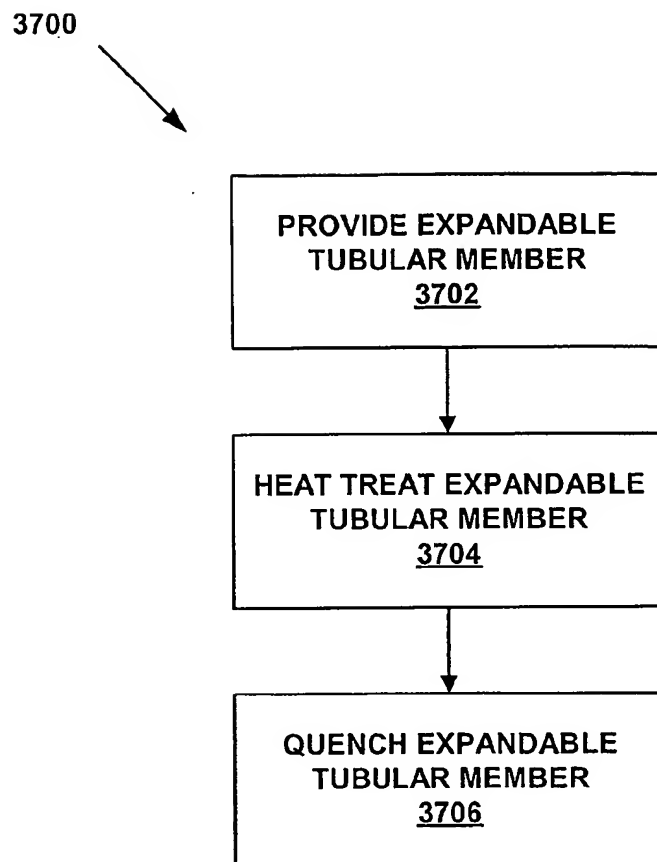 3700
PROVIDE EXPANDABLE
TUBULAR MEMBER
3702
HEAT TREAT EXPANDABLE
TUBULAR MEMBER
3704
QUENCH EXPANDABLE
TUBULAR MEMBER
3706